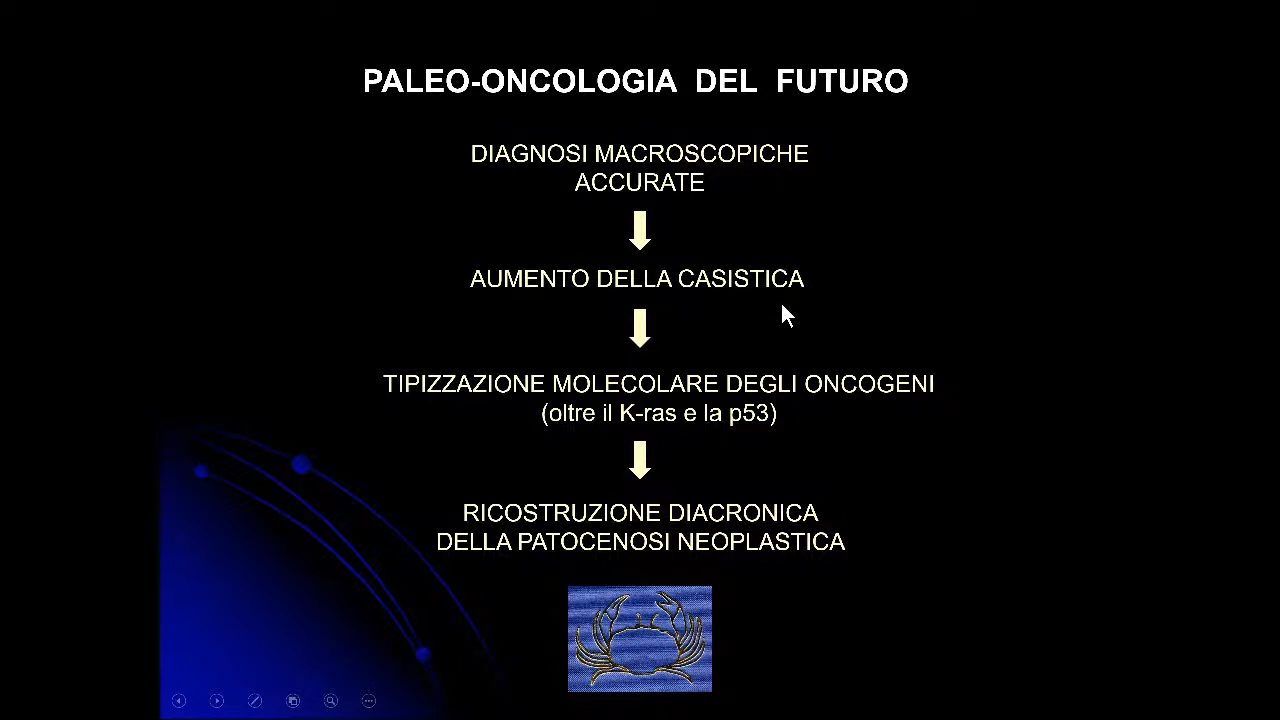 PALEO-ONCOLOGIA DEL FUTURO
DIAGNOSI MACROSCOPICHE
ACCURATE
AUMENTO DELLA CASISTICA
TIPIZZAZIONE MOLECOLARE DEGLI ONCOGENI
(oltre il K-ras e la p53)
RICOSTRUZIONE DIACRONICA
DELLA PATOCENOSI NEOPLASTICA